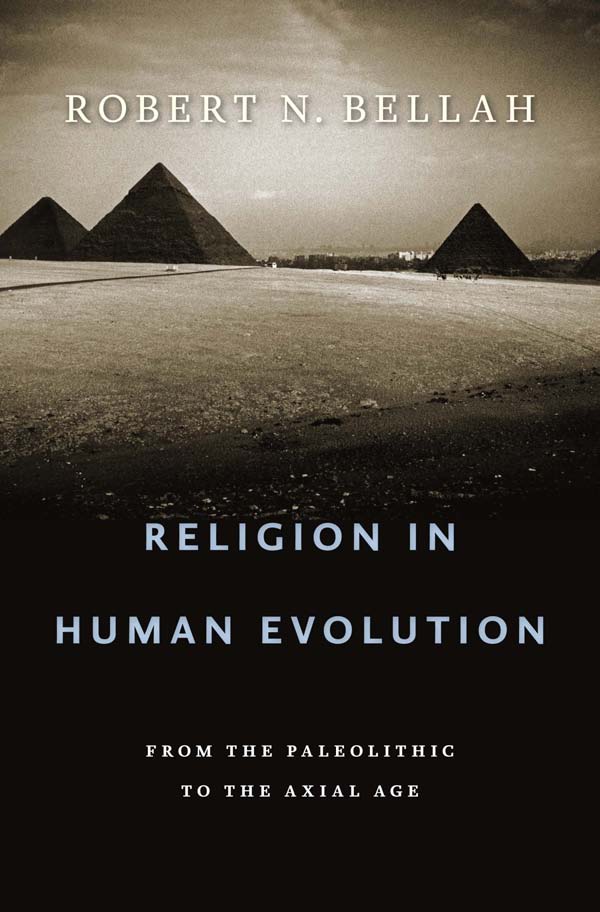 ROBERT N. BELLAH
RELIGION IN
HUMAN EVOLUTION
FROM THE PALEOLITHIC
TO THE AXIAL AGE